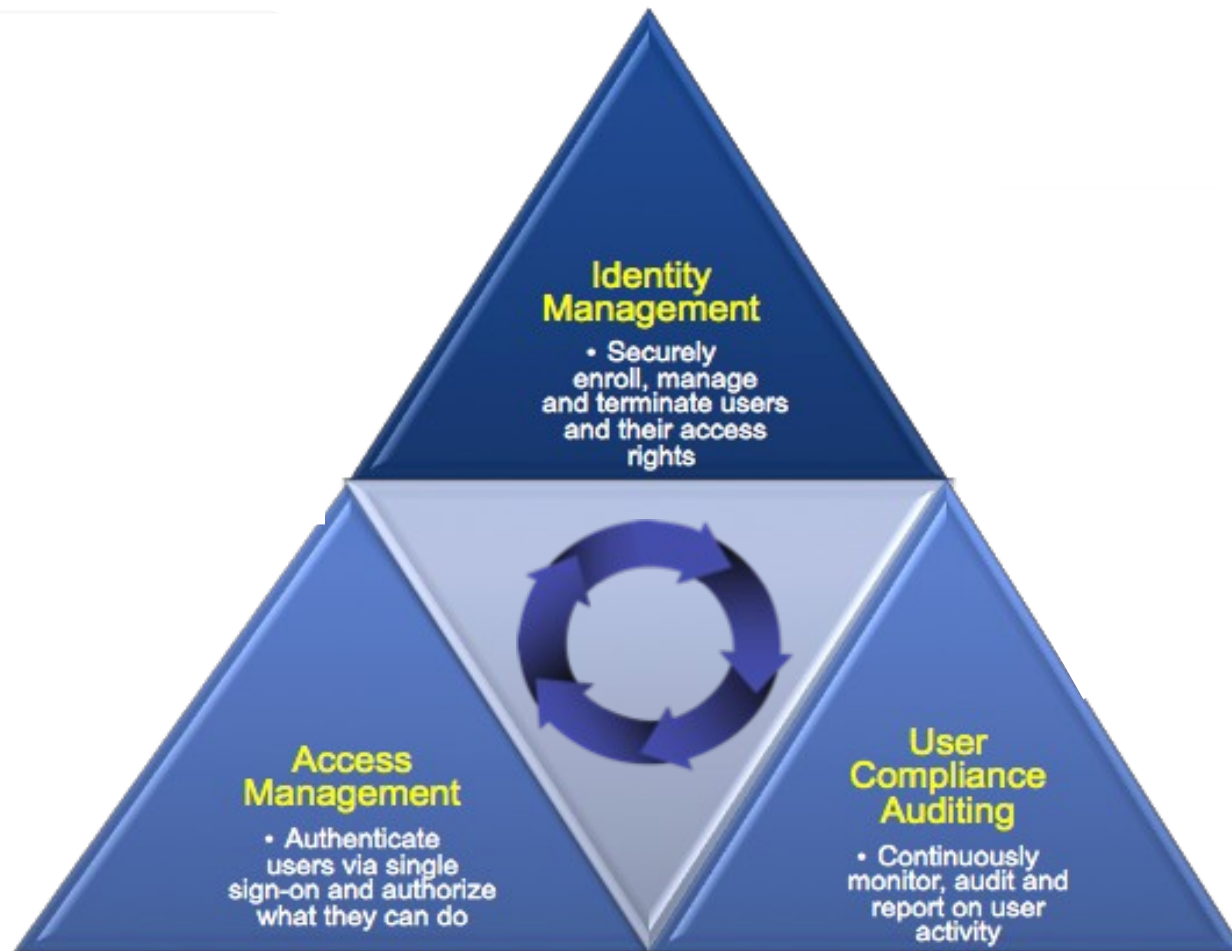 Identity
Management
• Securely
enroll, manage
and terminate users
and their access
rights
Access
Management
• Authenticate
users via single
sign-on and authorize
what they can do
User
Compliance
Auditing
• Continuously
monitor, audit and
report on user
activity